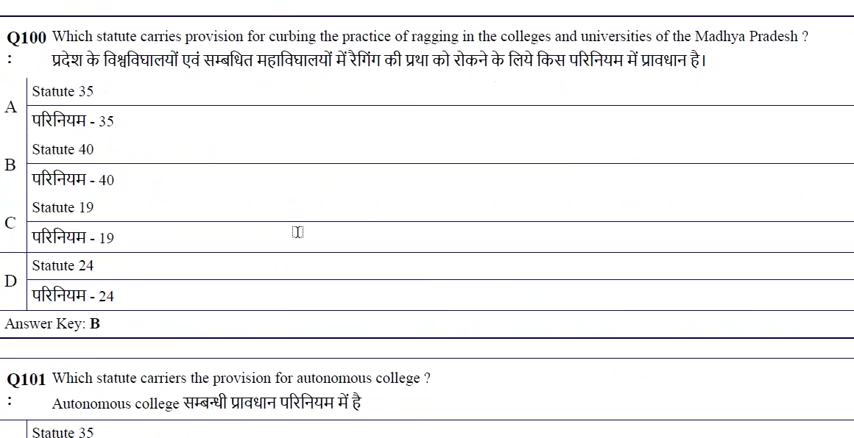 Q100 Which statute carries provision for curbing the practice of ragging in the colleges and universities of the Madhya Pradesh ?
: प्रदेश के विश्वविघालयों एवं सम्बधित महाविघालयों में रैगिंग की प्रथा को रोकने के लिये किस परिनियम में प्रावधान है।
A
Statute 35
परिनियम - 35
B
Statute 40
परिनियम - 40
C
Statute 19
परिनियम - 19
D
Statute 24
परिनियम - 24
Answer Key: B
Q101 Which statute carriers the provision for autonomous college ?
: Autonomous college सम्बन्धी प्रावधान परिनियम में है
Statute 35